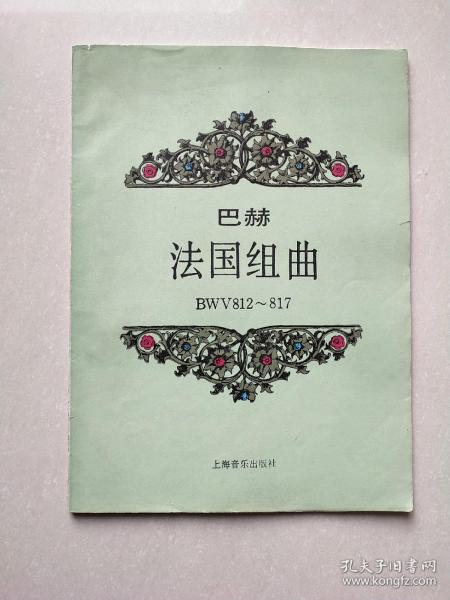 巴赫
法国组曲
BWV812～817
上海音乐出版社
孔夫子旧书网
www.kongfz.com